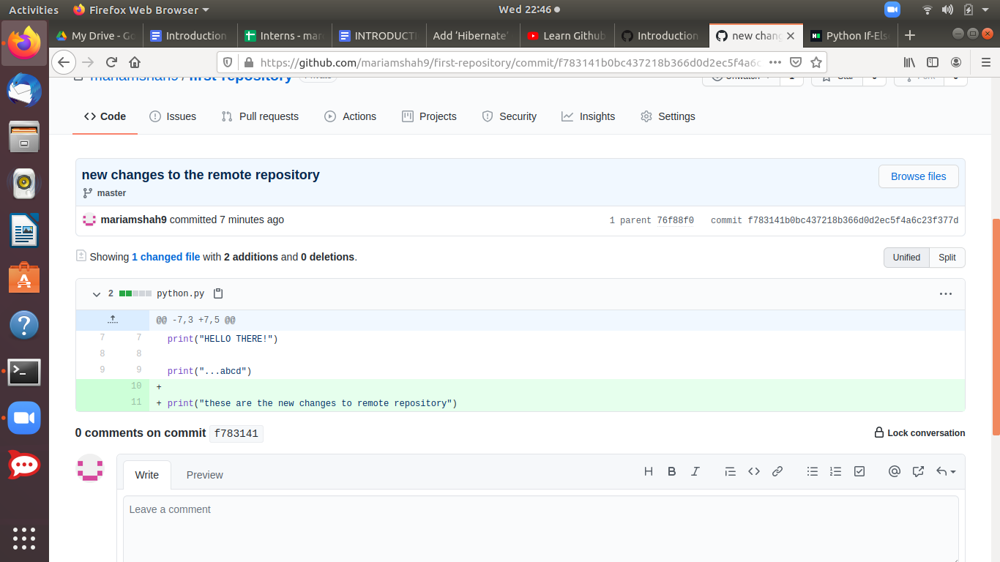 Activities Firefox Web Browser Wed 22:46
My Drive - Go Introduction Interns - mar INTRODUCTI Add ‘Hibernate’ Learn Github Introduction new chang Python If-Els
https://github.com/mariamshah9/first-repository/commit/f783141b0bc437218b366d0d2ec5f4a6c
mariamshah9 / first-repository Private Unwatch 1 Star Fork
Code Issues Pull requests Actions Projects Security Insights Settings
new changes to the remote repository Browse files
master
mariamshah9 committed 7 minutes ago 1 parent 76f88f0 commit f783141b0bc437218b366d0d2ec5f4a6c23f377d
Showing 1 changed file with 2 additions and 0 deletions. Unified Split
2 python.py
@@ -7,3 +7,5 @@
7 7 print("HELLO THERE!")
8 8
9 9 print("...abcd")
10 +
11 + print("these are the new changes to remote repository")
0 comments on commit f783141 Lock conversation
Write Preview
Leave a comment